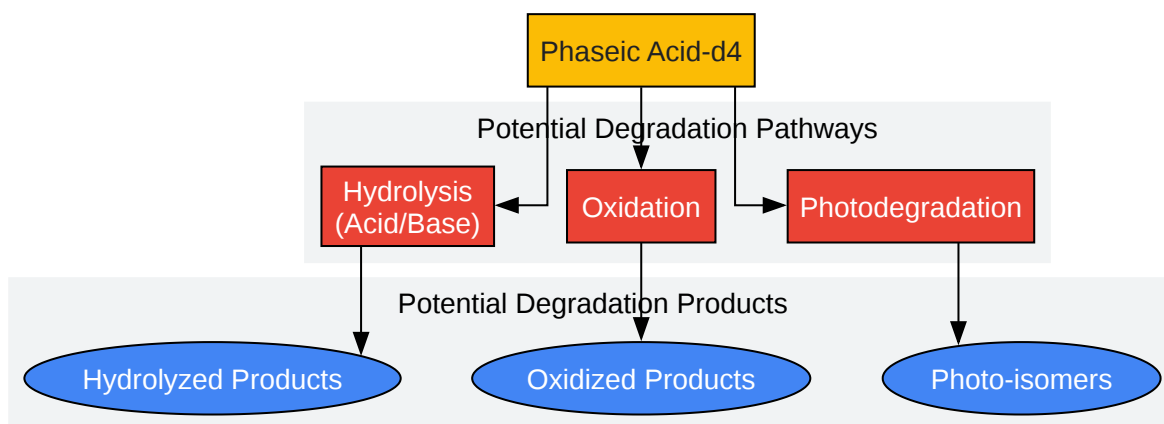 Phaseic Acid-d4
Potential Degradation Pathways
Hydrolysis
(Acid/Base)
Oxidation
Photodegradation
Potential Degradation Products
Hydrolyzed Products
Oxidized Products
Photo-isomers